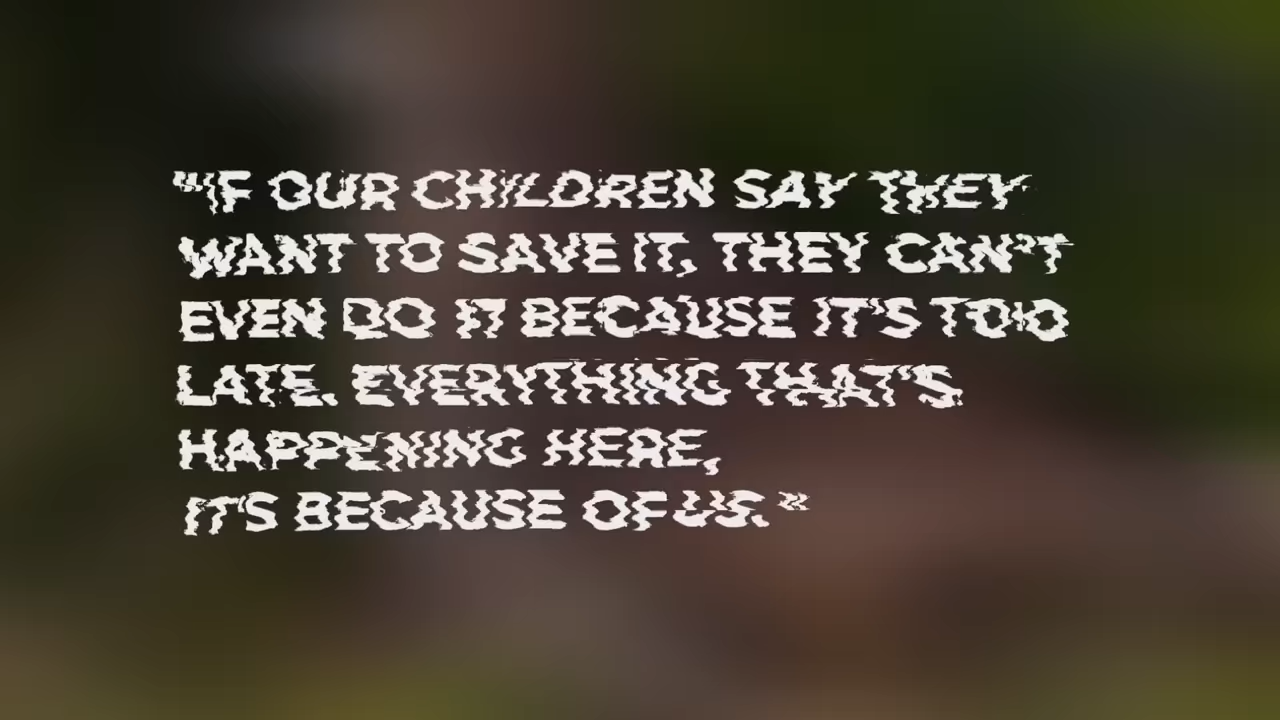 "IF OUR CHILDREN SAY THEY
WANT TO SAVE IT, THEY CAN'T
EVEN DO IT BECAUSE IT'S TOO
LATE. EVERYTHING THAT'S
HAPPENING HERE,
IT'S BECAUSE OF US."